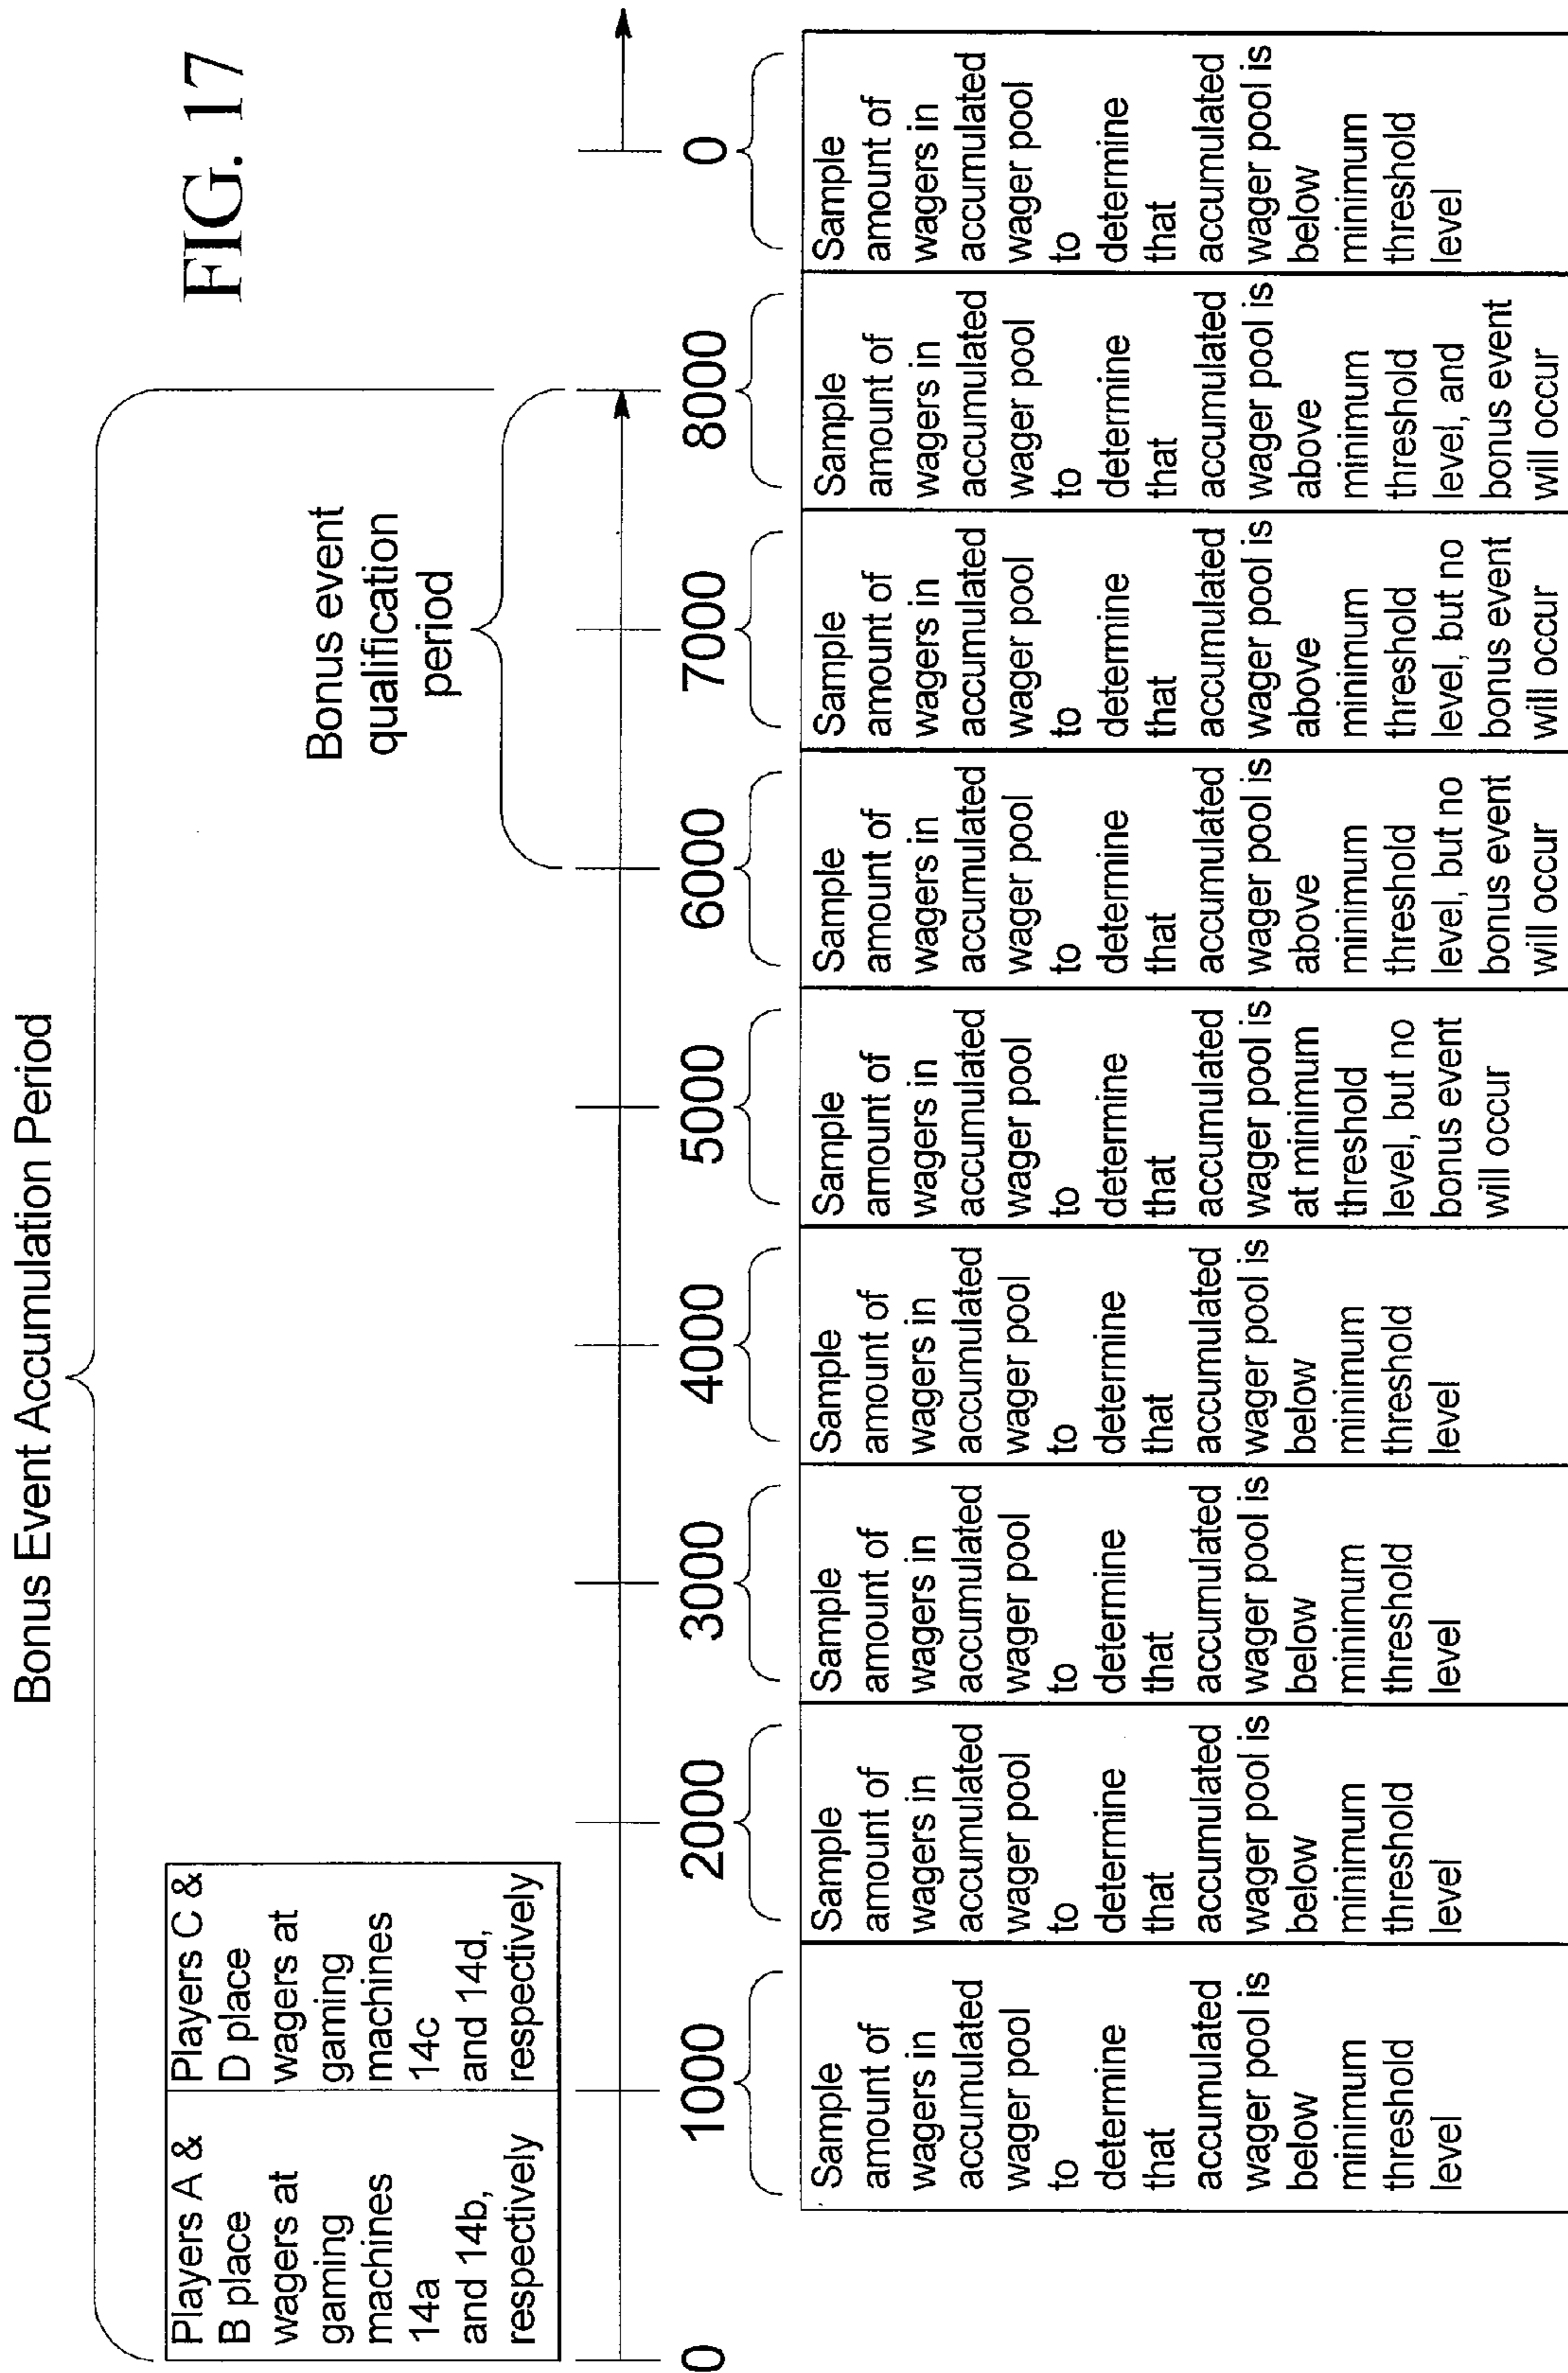 FIG. 17
Bonus Event Accumulation Period
Bonus event
qualification
period
Players A &
B place
wagers at
gaming
machines
14a
and 14b,
respectively
Players C &
D place
wagers at
gaming
machines
14c
and 14d,
respectively
0
1000
2000
3000
4000
5000
6000
7000
8000
0
Sample
amount of
wagers in
accumulated
wager pool
to
determine
that
accumulated
wager pool is
below
minimum
threshold
level
Sample
amount of
wagers in
accumulated
wager pool
to
determine
that
accumulated
wager pool is
below
minimum
threshold
level
Sample
amount of
wagers in
accumulated
wager pool
to
determine
that
accumulated
wager pool is
below
minimum
threshold
level
Sample
amount of
wagers in
accumulated
wager pool
to
determine
that
accumulated
wager pool is
below
minimum
threshold
level
Sample
amount of
wagers in
accumulated
wager pool
to
determine
that
accumulated
wager pool is
at minimum
threshold
level, but no
bonus event
will occur
Sample
amount of
wagers in
accumulated
wager pool
to
determine
that
accumulated
wager pool is
above
minimum
threshold
level, but no
bonus event
will occur
Sample
amount of
wagers in
accumulated
wager pool
to
determine
that
accumulated
wager pool is
above
minimum
threshold
level, but no
bonus event
will occur
Sample
amount of
wagers in
accumulated
wager pool
to
determine
that
accumulated
wager pool is
above
minimum
threshold
level, and
bonus event
will occur
Sample
amount of
wagers in
accumulated
wager pool
to
determine
that
accumulated
wager pool is
below
minimum
threshold
level